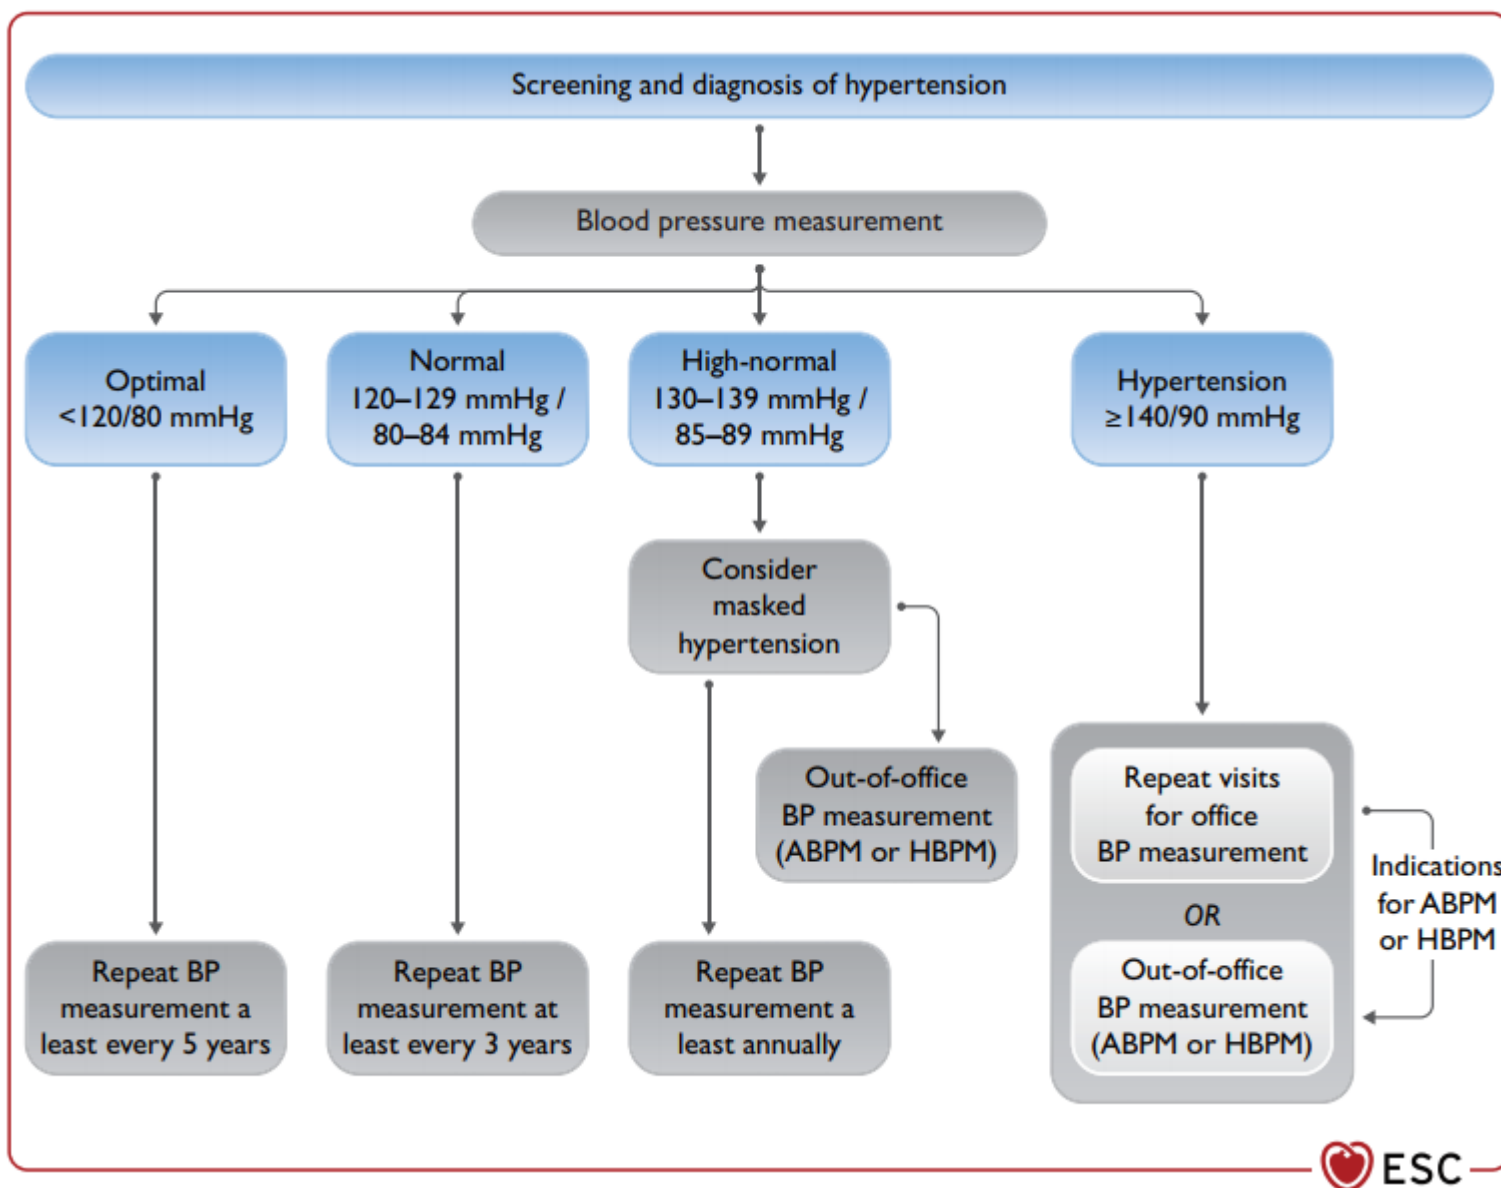 Screening and diagnosis of hypertension
Blood pressure measurement
Optimal
<120/80 mmHg
Normal
120–129 mmHg /
80–84 mmHg
High-normal
130–139 mmHg /
85–89 mmHg
Hypertension
≥140/90 mmHg
Consider
masked
hypertension
Out-of-office
BP measurement
(ABPM or HBPM)
Repeat visits
for office
BP measurement
OR
Out-of-office
BP measurement
(ABPM or HBPM)
Indications
for ABPM
or HBPM
Repeat BP
measurement a
least every 5 years
Repeat BP
measurement at
least every 3 years
Repeat BP
measurement a
least annually
ESC